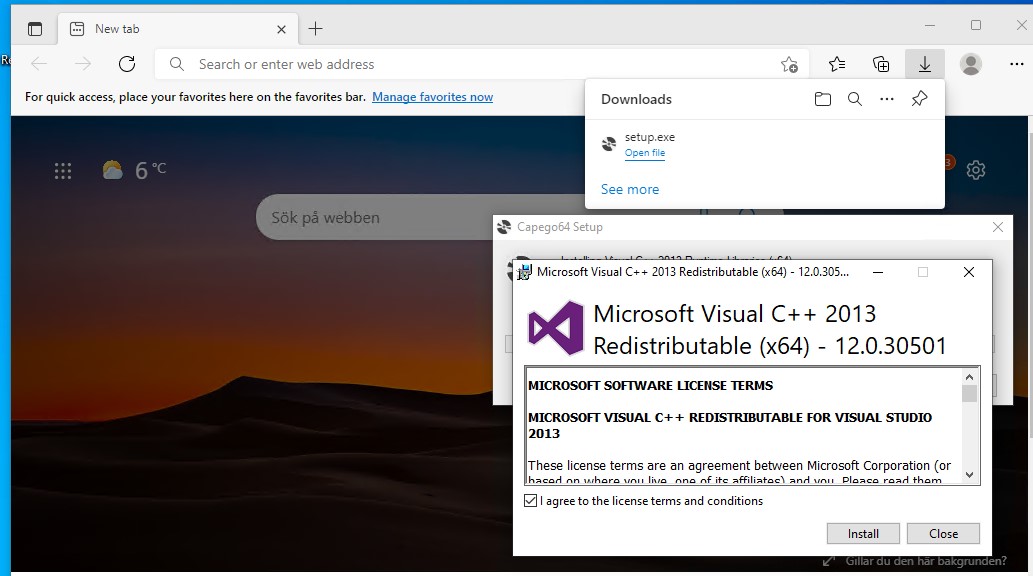 New tab
Re
Search or enter web address
For quick access, place your favorites here on the favorites bar. Manage favorites now
Downloads
setup.exe
Open file
See more
6 °C
3
Sök på webben
Capego64 Setup
Installing Visual C++ 2013 Runtime Libraries (x64)
Microsoft Visual C++ 2013 Redistributable (x64) - 12.0.305...
Microsoft Visual C++ 2013
Redistributable (x64) - 12.0.30501
MICROSOFT SOFTWARE LICENSE TERMS
MICROSOFT VISUAL C++ REDISTRIBUTABLE FOR VISUAL STUDIO
2013
These license terms are an agreement between Microsoft Corporation (or
based on where you live, one of its affiliates) and you. Please read them
I agree to the license terms and conditions
Install
Close
Gillar du den här bakgrunden?